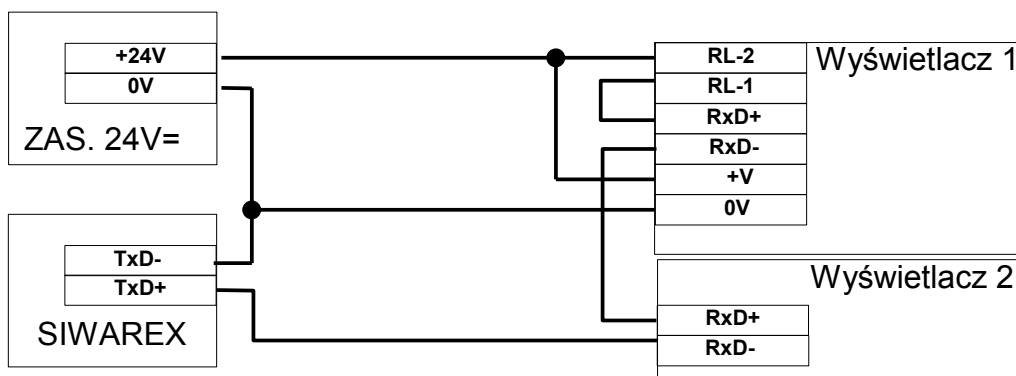 +24V
0V
ZAS. 24V=
TxD-
TxD+
SIWAREX
RL-2
RL-1
RxD+
RxD-
+V
0V
Wyświetlacz 1
Wyświetlacz 2
RxD+
RxD-